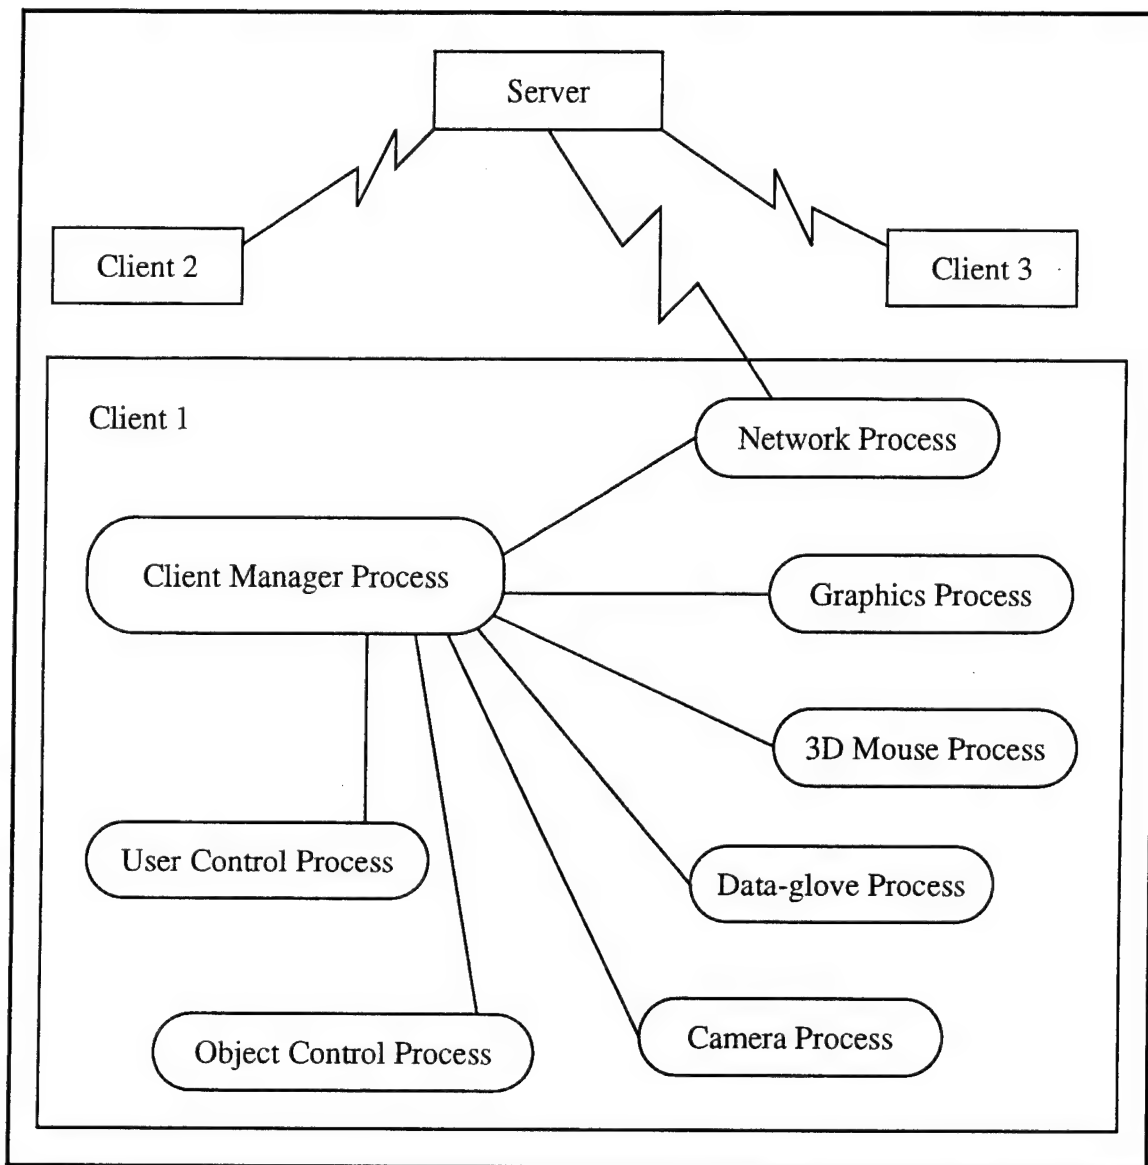 Server
Client 2
Client 3
Client 1
Network Process
Client Manager Process
Graphics Process
3D Mouse Process
User Control Process
Data-glove Process
Object Control Process
Camera Process